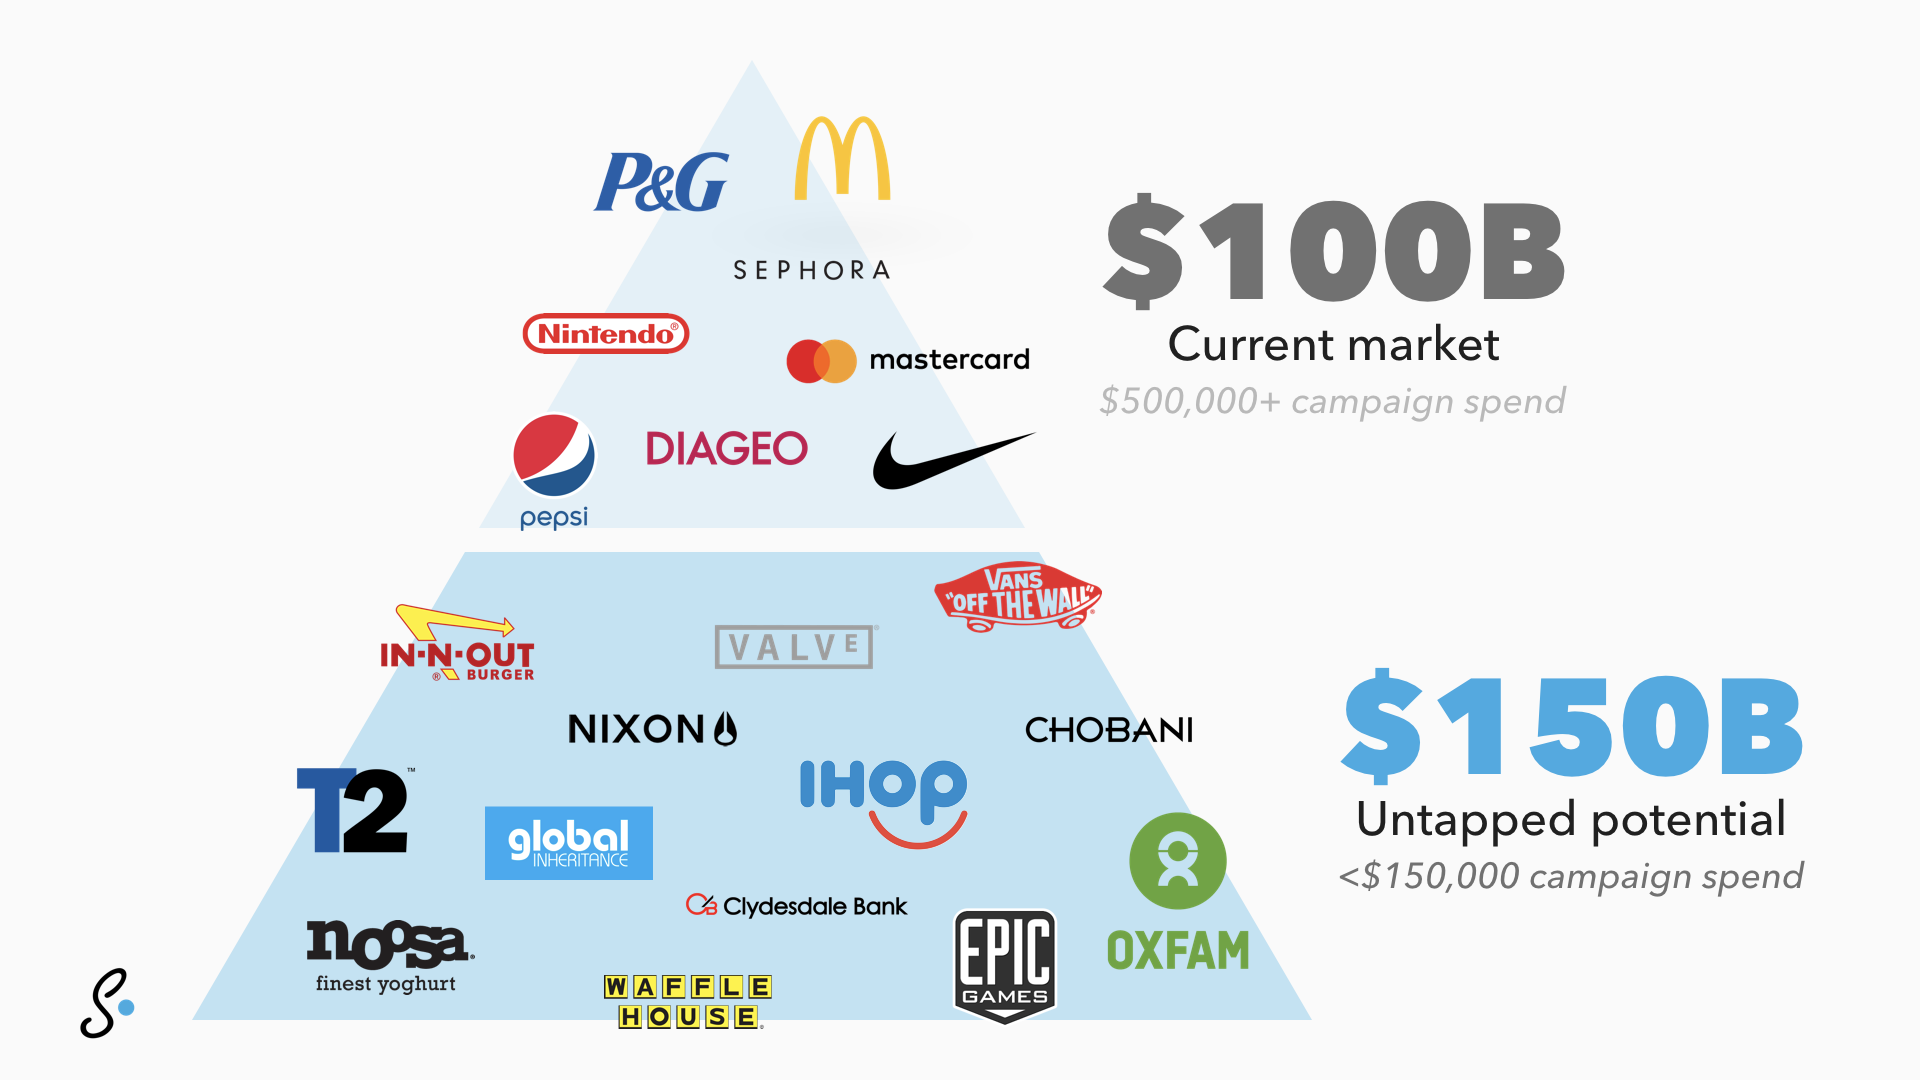 P&G
SEPHORA
Nintendo®
mastercard
pepsi
DIAGEO
$100B
Current market
$500,000+ campaign spend
VANS
"OFF THE WALL"®
IN-N-OUT
® BURGER
VALVE®
NIXON
CHOBANI
T2™
IHOP
global
INHERITANCE
CB Clydesdale Bank
noosa.
finest yoghurt
WAFFLE
HOUSE®
EPIC
GAMES
OXFAM
$150B
Untapped potential
<$150,000 campaign spend
S.